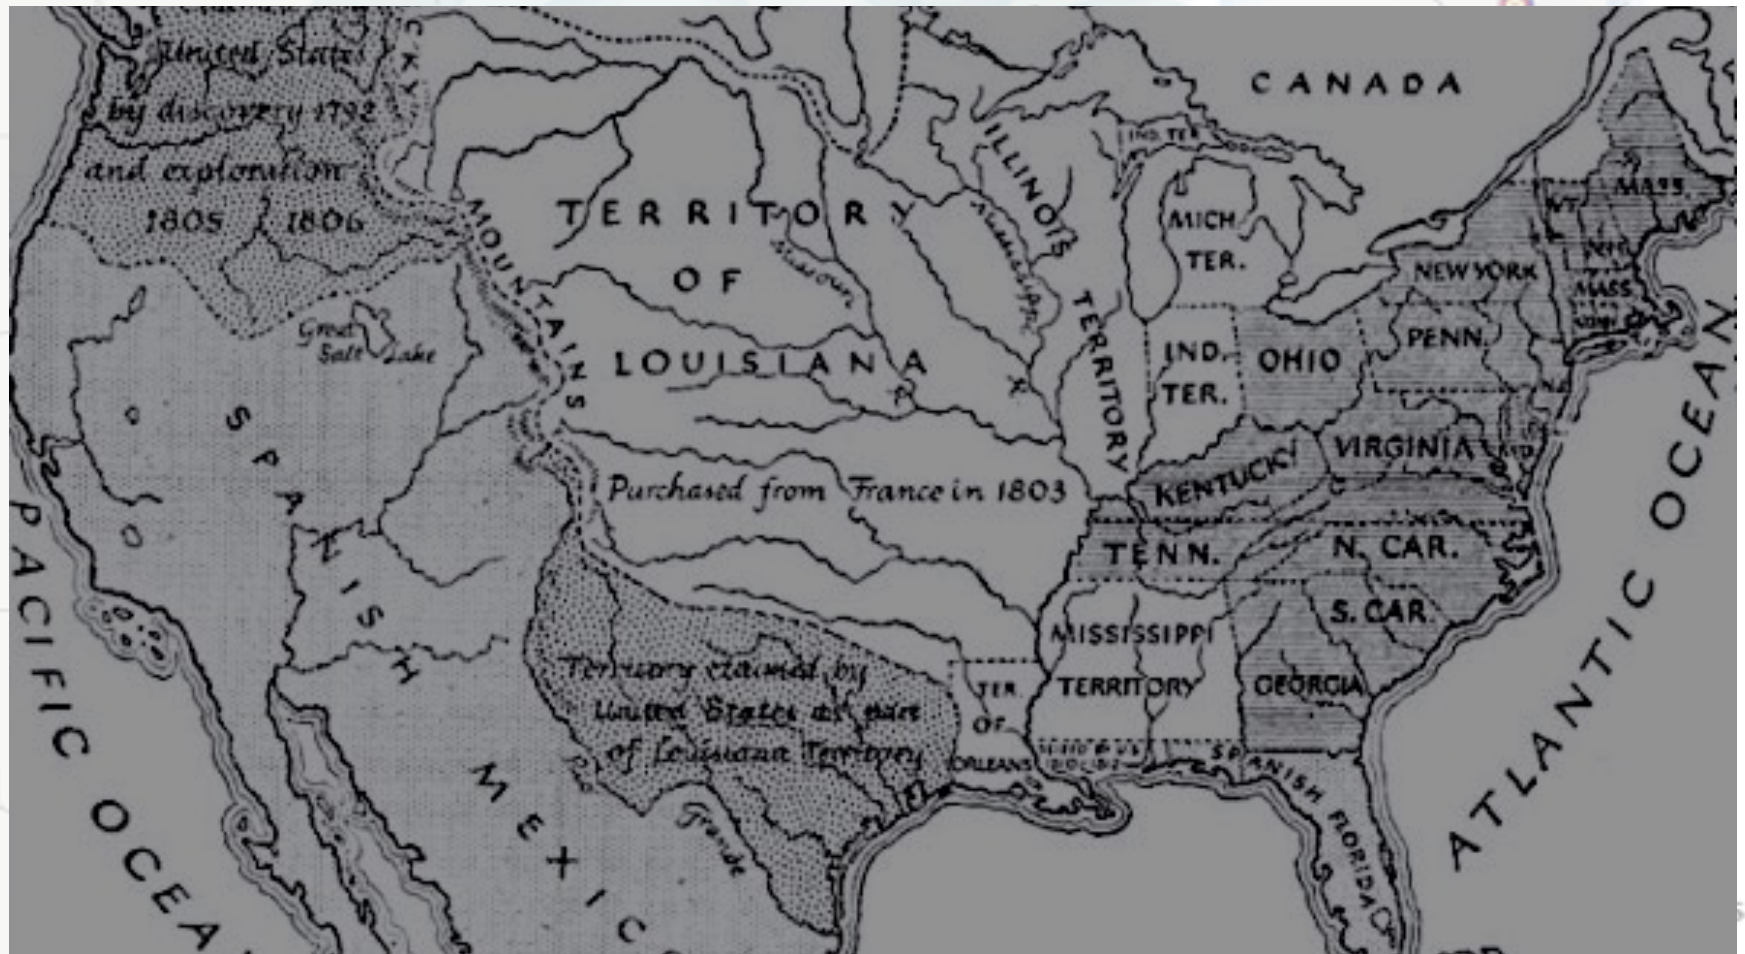 United States
by discovery 1792
and exploration
1805 1806
CKY
MOUNTAINS
CANADA
TERRITORY
OF
LOUISIANA
Missouri
Mississippi
R
R
Purchased from France in 1803
ILLINOIS
TERRITORY
IND. TER.
MICH.
TER.
IND.
TER.
OHIO
NEW YORK
PENN.
VT.
N.H.
MASS.
MASS
CONN
VIRGINIA
MD.
KENTUCKY
TENN.
N. CAR.
S. CAR.
GEORGIA
MISSISSIPPI
TERRITORY
TER.
OF
ORLEANS
SPANISH FLORIDA
Great
Salt Lake
SPANISH
MEXICO
Territory claimed by
United States as part
of Louisiana Territory
Rio
Grande
PACIFIC OCEA
ATLANTIC OCEAN